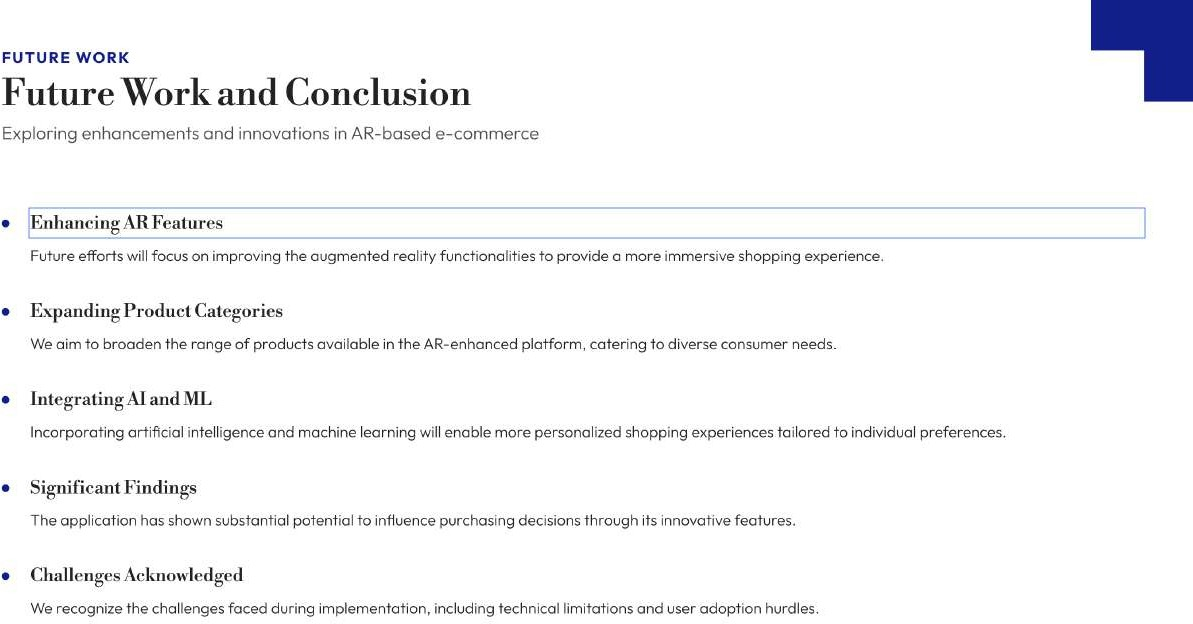 FUTURE WORK
Future Work and Conclusion
Exploring enhancements and innovations in AR-based e-commerce
Enhancing AR Features
Future efforts will focus on improving the augmented reality functionalities to provide a more immersive shopping experience.
Expanding Product Categories
We aim to broaden the range of products available in the AR-enhanced platform, catering to diverse consumer needs.
Integrating AI and ML
Incorporating artificial intelligence and machine learning will enable more personalized shopping experiences tailored to individual preferences.
Significant Findings
The application has shown substantial potential to influence purchasing decisions through its innovative features.
Challenges Acknowledged
We recognize the challenges faced during implementation, including technical limitations and user adoption hurdles.